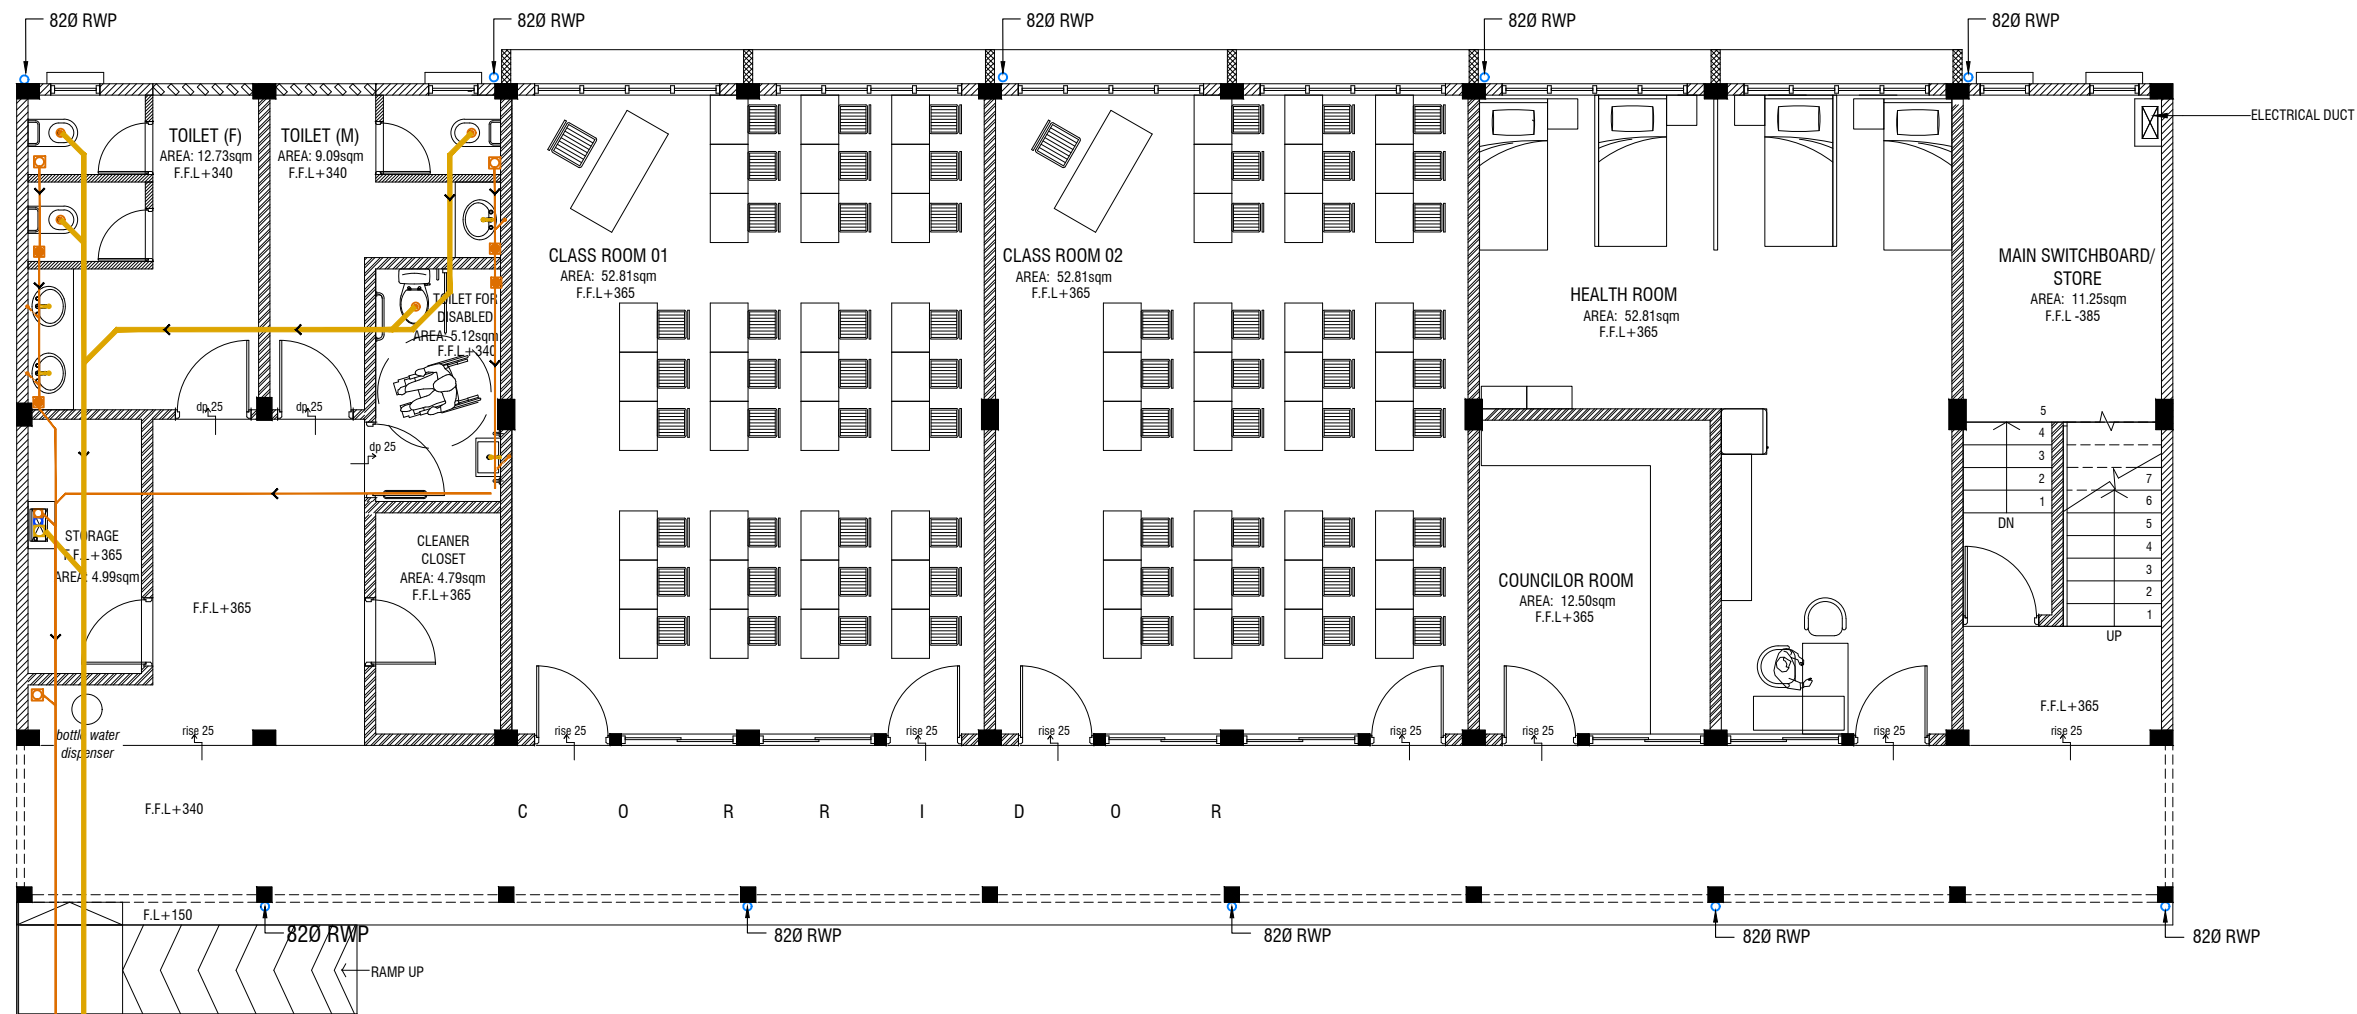 82Ø RWP
82Ø RWP
82Ø RWP
82Ø RWP
82Ø RWP
ELECTRICAL DUCT
TOILET (F)
AREA: 12.73sqm
F.F.L+340
TOILET (M)
AREA: 9.09sqm
F.F.L+340
CLASS ROOM 01
AREA: 52.81sqm
F.F.L+365
CLASS ROOM 02
AREA: 52.81sqm
F.F.L+365
HEALTH ROOM
AREA: 52.81sqm
F.F.L+365
MAIN SWITCHBOARD/
STORE
AREA: 11.25sqm
F.F.L -385
TOILET FOR
DISABLED
AREA: 5.12sqm
F.F.L+340
dp 25
dp 25
dp 25
STORAGE
F.F.L+365
AREA: 4.99sqm
F.F.L+365
CLEANER
CLOSET
AREA: 4.79sqm
F.F.L+365
COUNCILOR ROOM
AREA: 12.50sqm
F.F.L+365
5
4
3
2
1
DN
7
6
5
4
3
2
1
UP
F.F.L+365
bottle water
dispenser
rise 25
rise 25
rise 25
rise 25
rise 25
rise 25
rise 25
rise 25
F.F.L+340
C O R R I D O R
F.L+150
82Ø RWP
82Ø RWP
82Ø RWP
82Ø RWP
82Ø RWP
RAMP UP